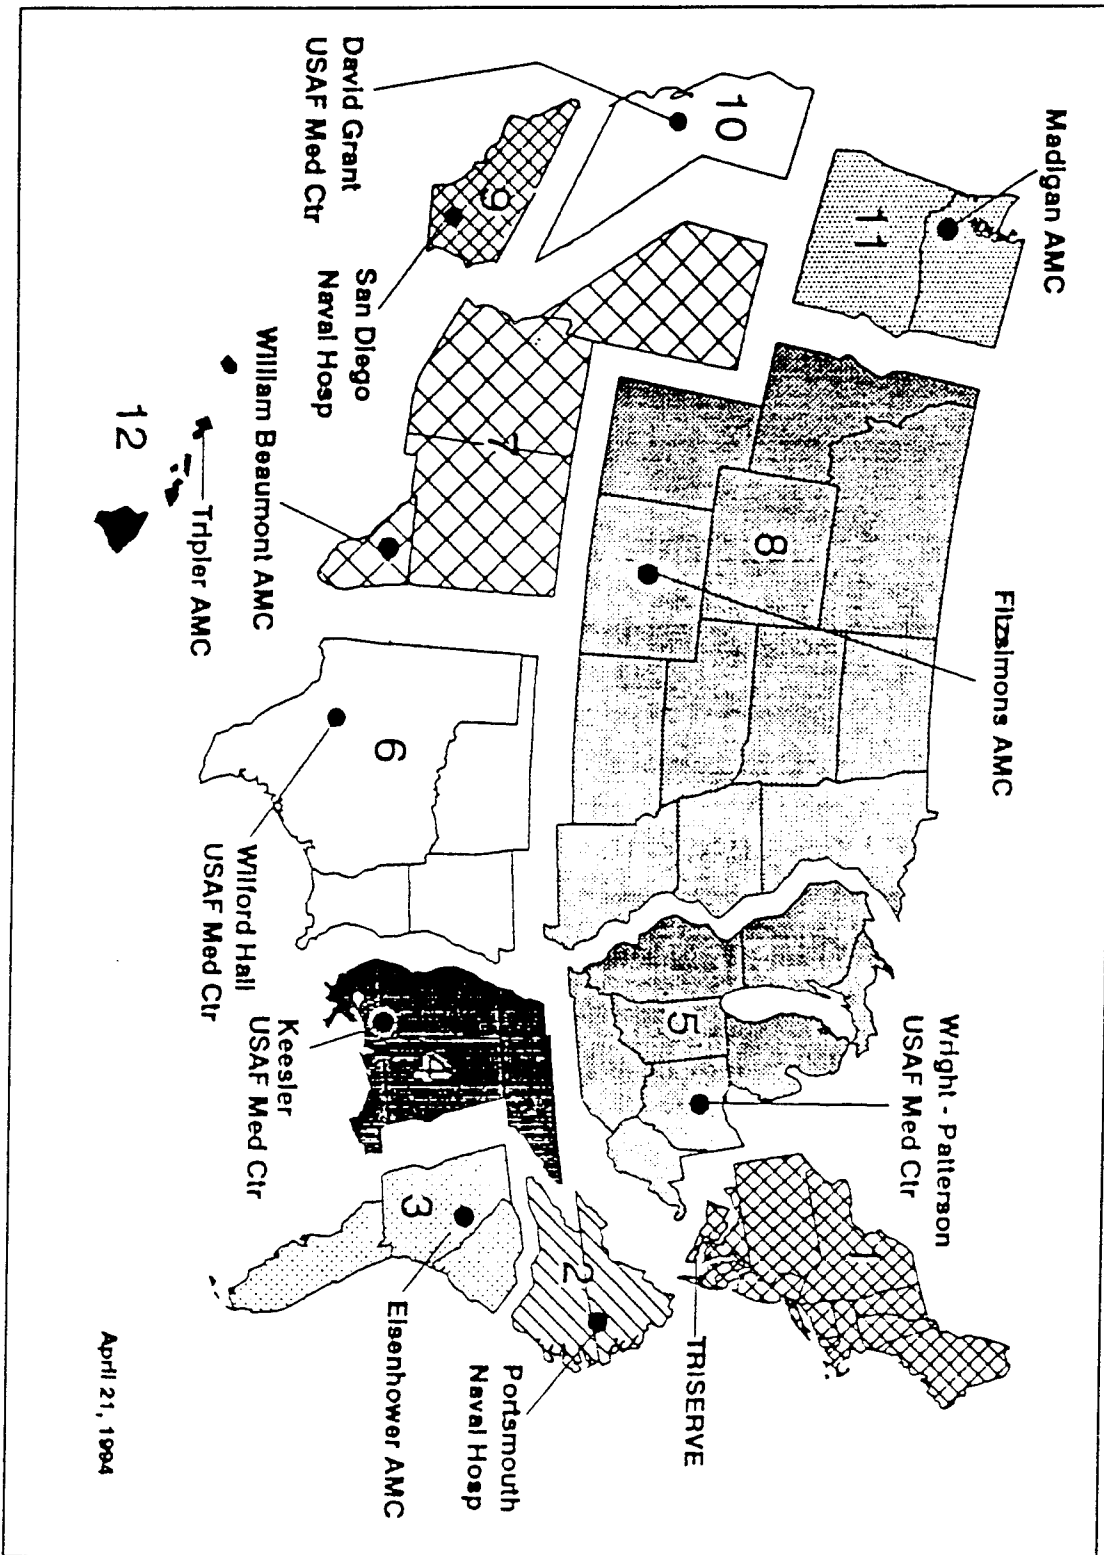 Madigan AMC
Fitzsimons AMC
Wright - Patterson
USAF Med Ctr
TRISERVE
10
11
8
5
1
9
7
6
4
3
2
12
David Grant
USAF Med Ctr
San Diego
Naval Hosp
William Beaumont AMC
Tripler AMC
Wilford Hall
USAF Med Ctr
Keesler
USAF Med Ctr
Eisenhower AMC
Portsmouth
Naval Hosp
April 21, 1994